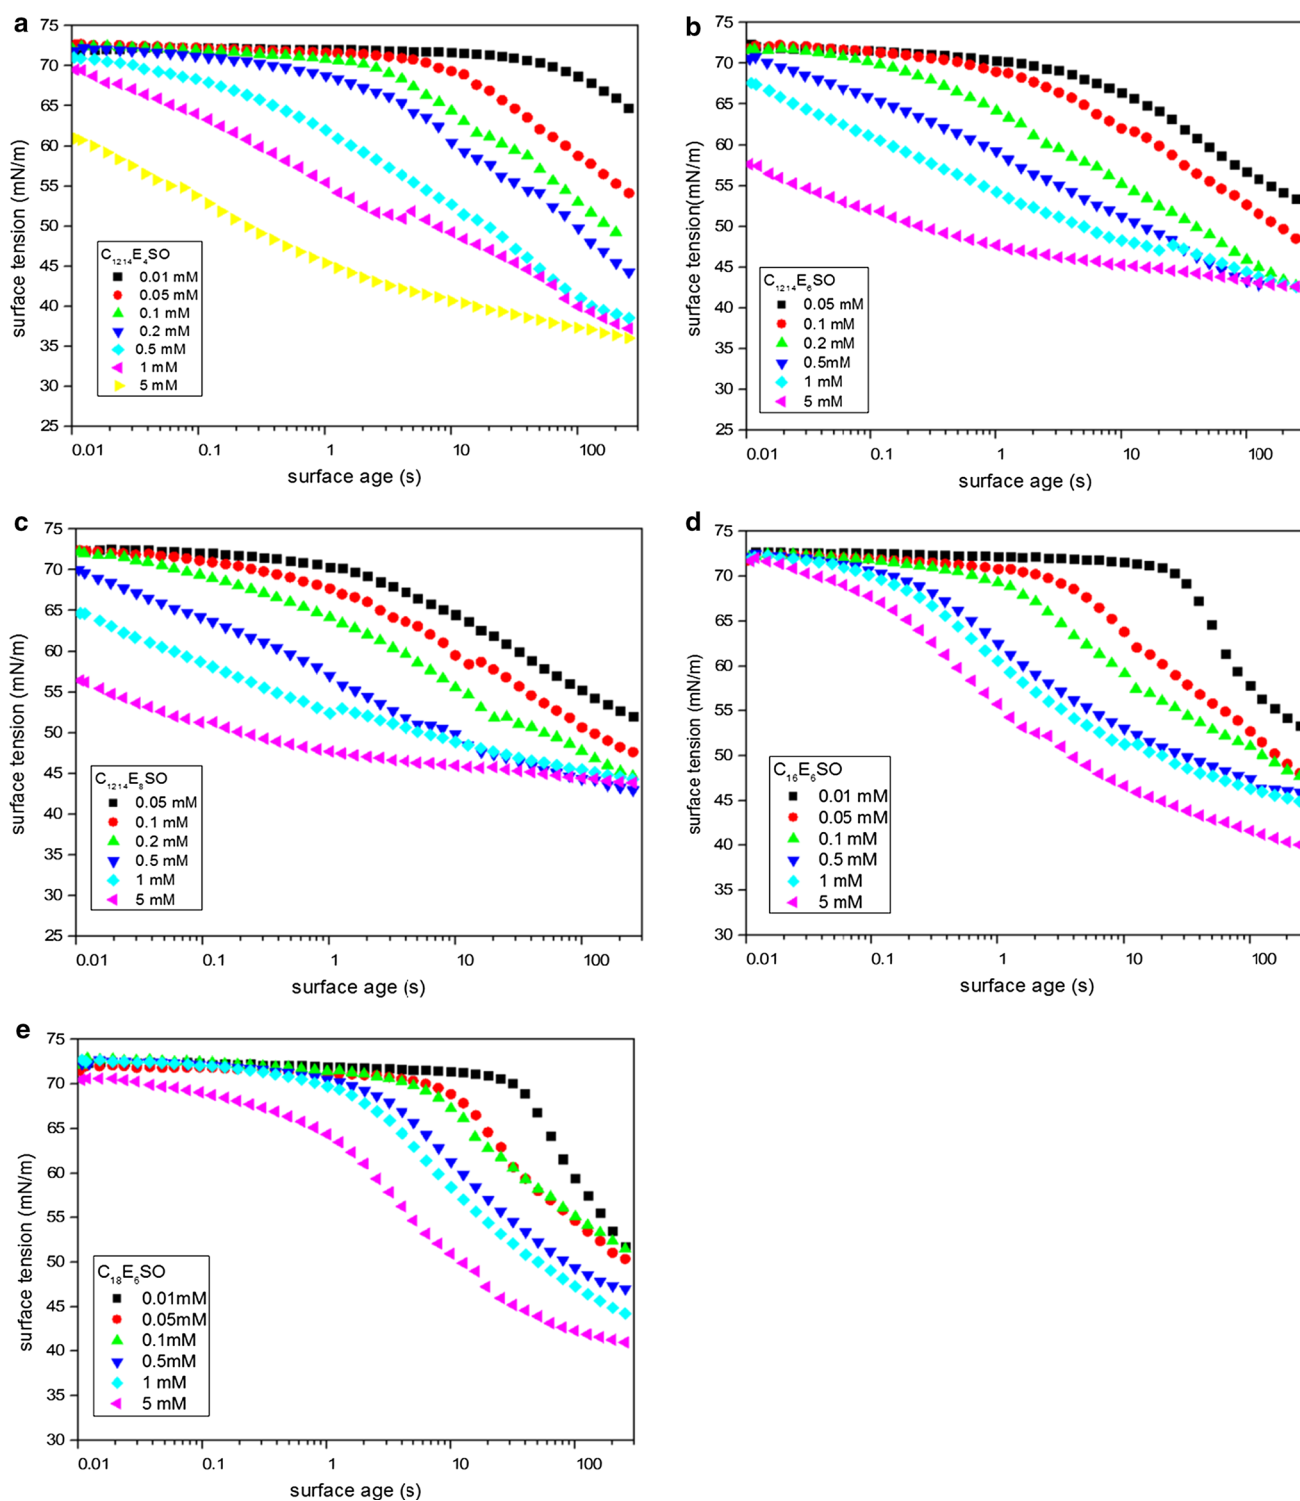 a
75
70
65
60
55
50
45
40
35
30
25
surface tension (mN/m)
C1214E4SO
0.01 mM
0.05 mM
0.1 mM
0.2 mM
0.5 mM
1 mM
5 mM
0.01 0.1 1 10 100
surface age (s)
b
75
70
65
60
55
50
45
40
35
30
25
surface tension(mN/m)
C1214E6SO
0.05 mM
0.1 mM
0.2 mM
0.5mM
1 mM
5 mM
0.01 0.1 1 10 100
surface age (s)
c
75
70
65
60
55
50
45
40
35
30
25
surface tension (mN/m)
C1214E8SO
0.05 mM
0.1 mM
0.2 mM
0.5 mM
1 mM
5 mM
0.01 0.1 1 10 100
surface age (s)
d
75
70
65
60
55
50
45
40
35
30
surface tension (mN/m)
C16E6SO
0.01 mM
0.05 mM
0.1 mM
0.5 mM
1 mM
5 mM
0.01 0.1 1 10 100
surface age (s)
e
75
70
65
60
55
50
45
40
35
30
surface tension (mN/m)
C18E6SO
0.01mM
0.05mM
0.1mM
0.5mM
1 mM
5 mM
0.01 0.1 1 10 100
surface age (s)